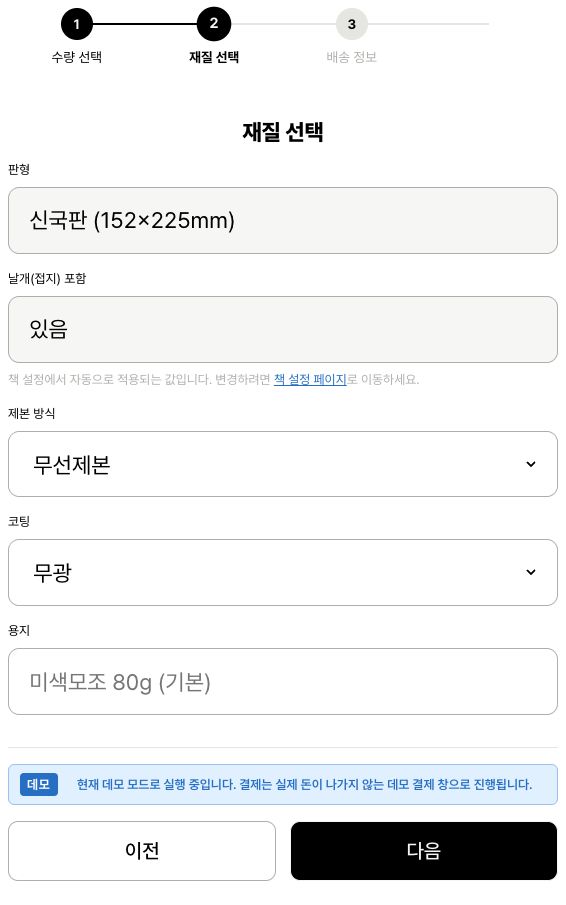 1
2
3
수량 선택
재질 선택
배송 정보
재질 선택
판형
신국판 (152×225mm)
날개(접지) 포함
있음
책 설정에서 자동으로 적용되는 값입니다. 변경하려면 책 설정 페이지로 이동하세요.
제본 방식
무선제본
코팅
무광
용지
미색모조 80g (기본)
데모 현재 데모 모드로 실행 중입니다. 결제는 실제 돈이 나가지 않는 데모 결제 창으로 진행됩니다.
이전
다음